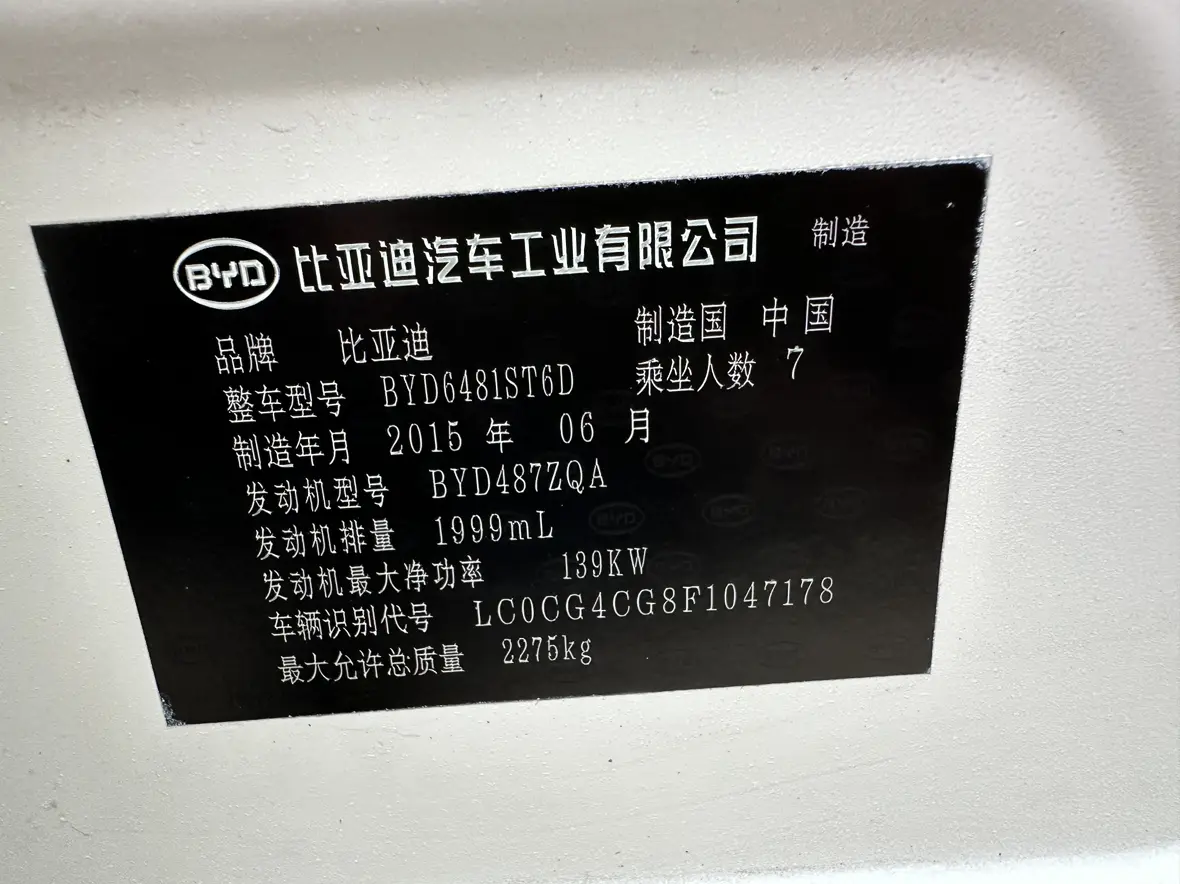 BYD 比亚迪汽车工业有限公司 制造
品牌 比亚迪 制造国 中国
整车型号 BYD6481ST6D 乘坐人数 7
制造年月 2015 年 06 月
发动机型号 BYD487ZQA
发动机排量 1999mL
发动机最大净功率 139KW
车辆识别代号 LC0CG4CG8F1047178
最大允许总质量 2275kg